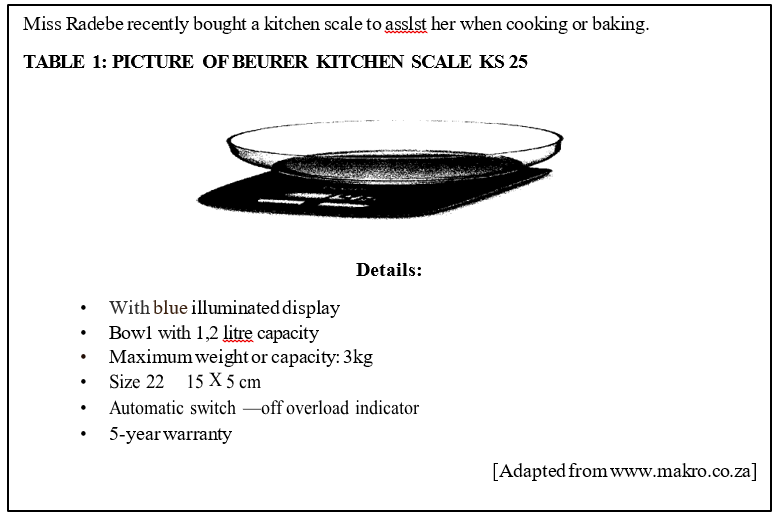 Miss Radebe recently bought a kitchen scale to asslst her when cooking or baking.
TABLE 1: PICTURE OF BEURER KITCHEN SCALE KS 25
Details:
• With blue illuminated display
• Bow1 with 1,2 litre capacity
• Maximum weight or capacity: 3kg
• Size 22 15 X 5 cm
• Automatic switch —off overload indicator
• 5-year warranty
[Adapted from www.makro.co.za]